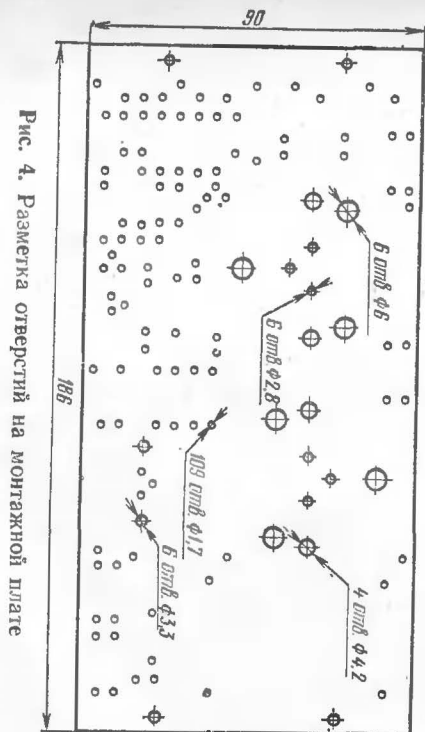 90
186
6 отв. ф6
6 отв. ф2,8
109 отв. ф1,7
6 отв. ф3,3
4 отв. ф4,2
Рис. 4. Разметка отверстий на монтажной плате